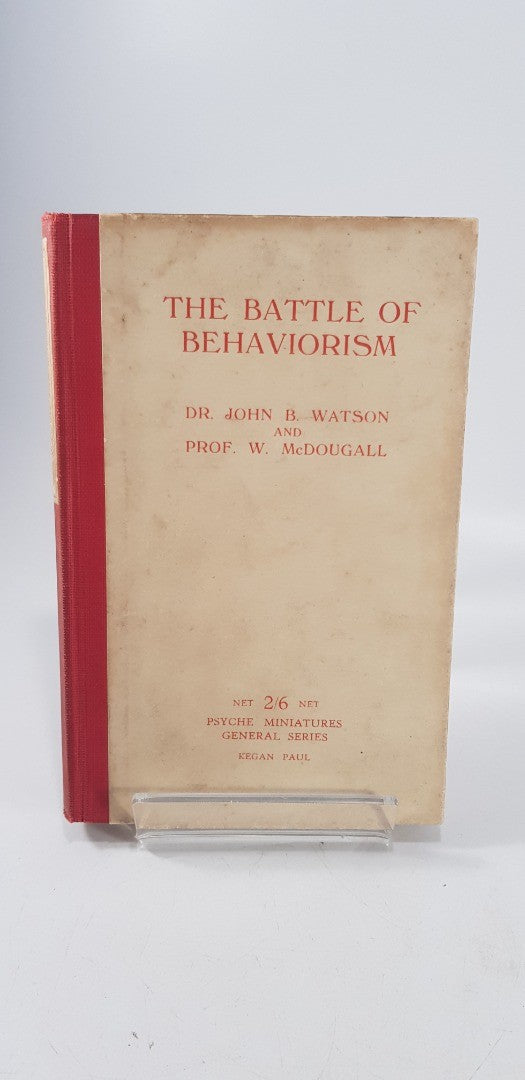 THE BATTLE OF
BEHAVIORISM
DR. JOHN B. WATSON
AND
PROF. W. McDOUGALL
NET 2/6 NET
PSYCHE MINIATURES
GENERAL SERIES
KEGAN PAUL